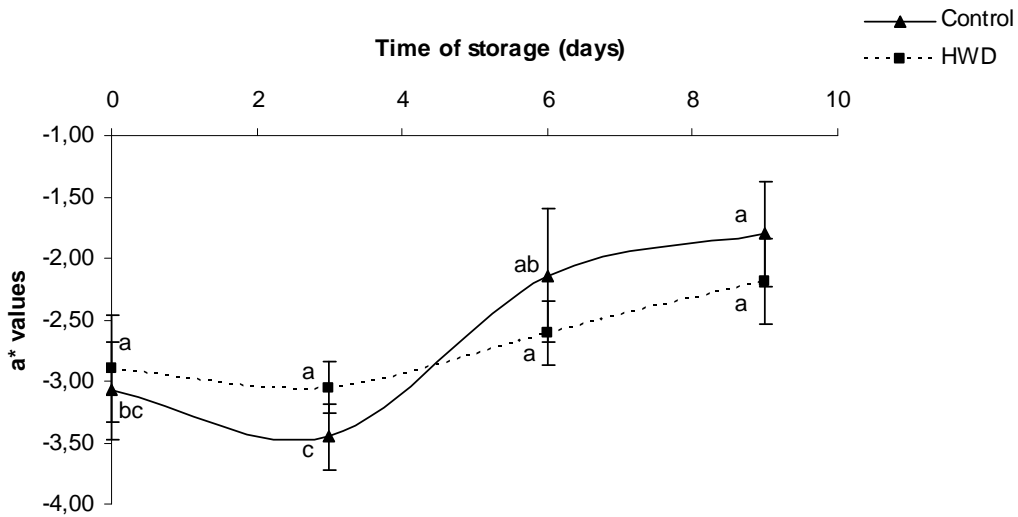 Control
HWD
Time of storage (days)
0 2 4 6 8 10
-1,00
-1,50
-2,00
-2,50
-3,00
-3,50
-4,00
a* values
a
bc
a
c
ab
a
a
a